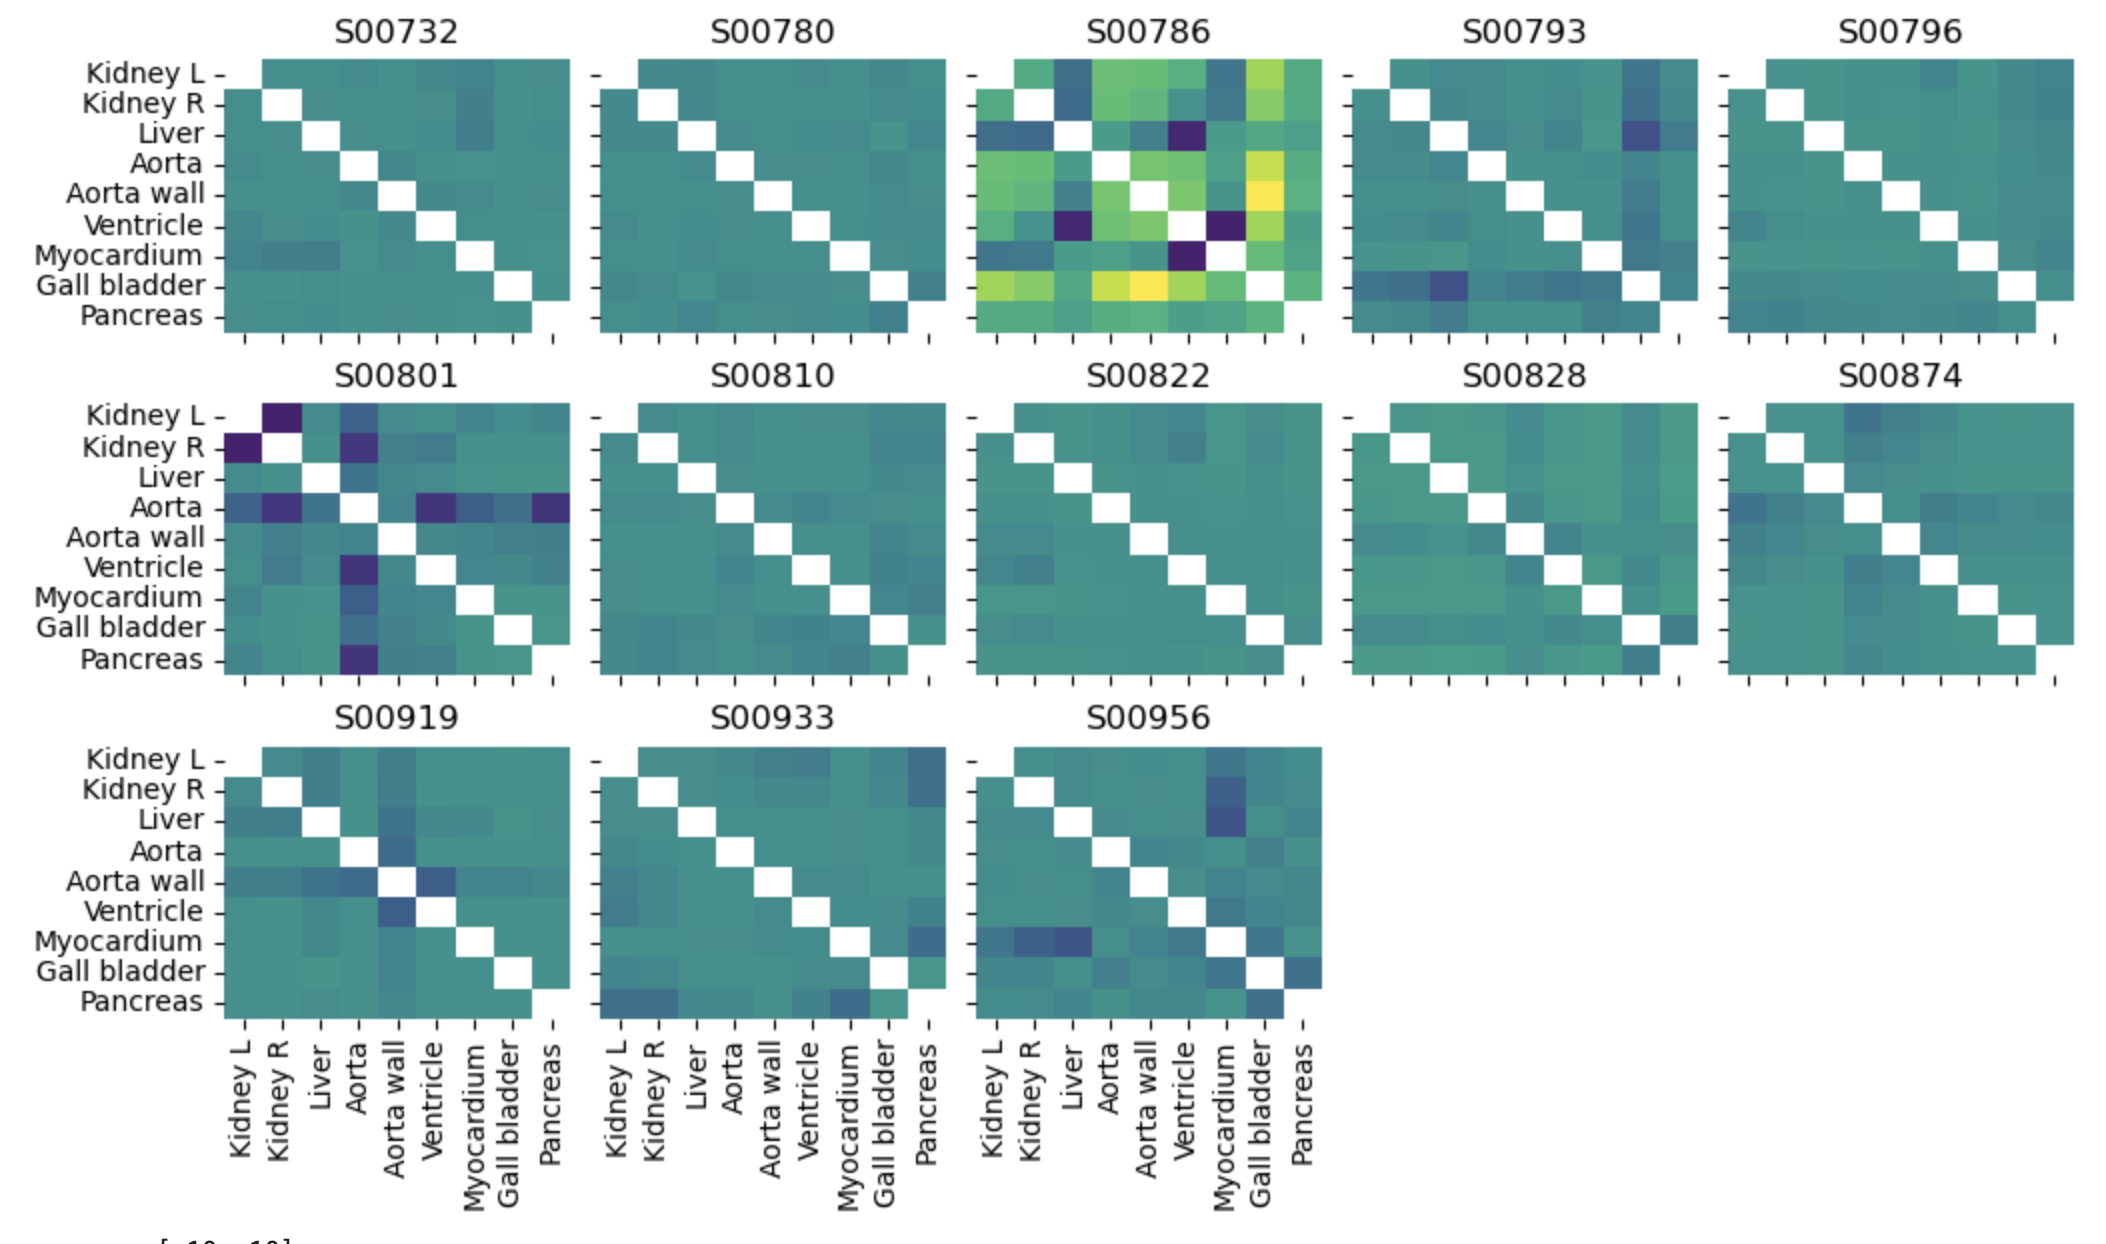 S00732 S00780 S00786 S00793 S00796
Kidney L
Kidney R
Liver
Aorta
Aorta wall
Ventricle
Myocardium
Gall bladder
Pancreas
S00801 S00810 S00822 S00828 S00874
Kidney L
Kidney R
Liver
Aorta
Aorta wall
Ventricle
Myocardium
Gall bladder
Pancreas
S00919 S00933 S00956
Kidney L
Kidney R
Liver
Aorta
Aorta wall
Ventricle
Myocardium
Gall bladder
Pancreas
Kidney L
Kidney R
Liver
Aorta
Aorta wall
Ventricle
Myocardium
Gall bladder
Pancreas
Kidney L
Kidney R
Liver
Aorta
Aorta wall
Ventricle
Myocardium
Gall bladder
Pancreas
Kidney L
Kidney R
Liver
Aorta
Aorta wall
Ventricle
Myocardium
Gall bladder
Pancreas